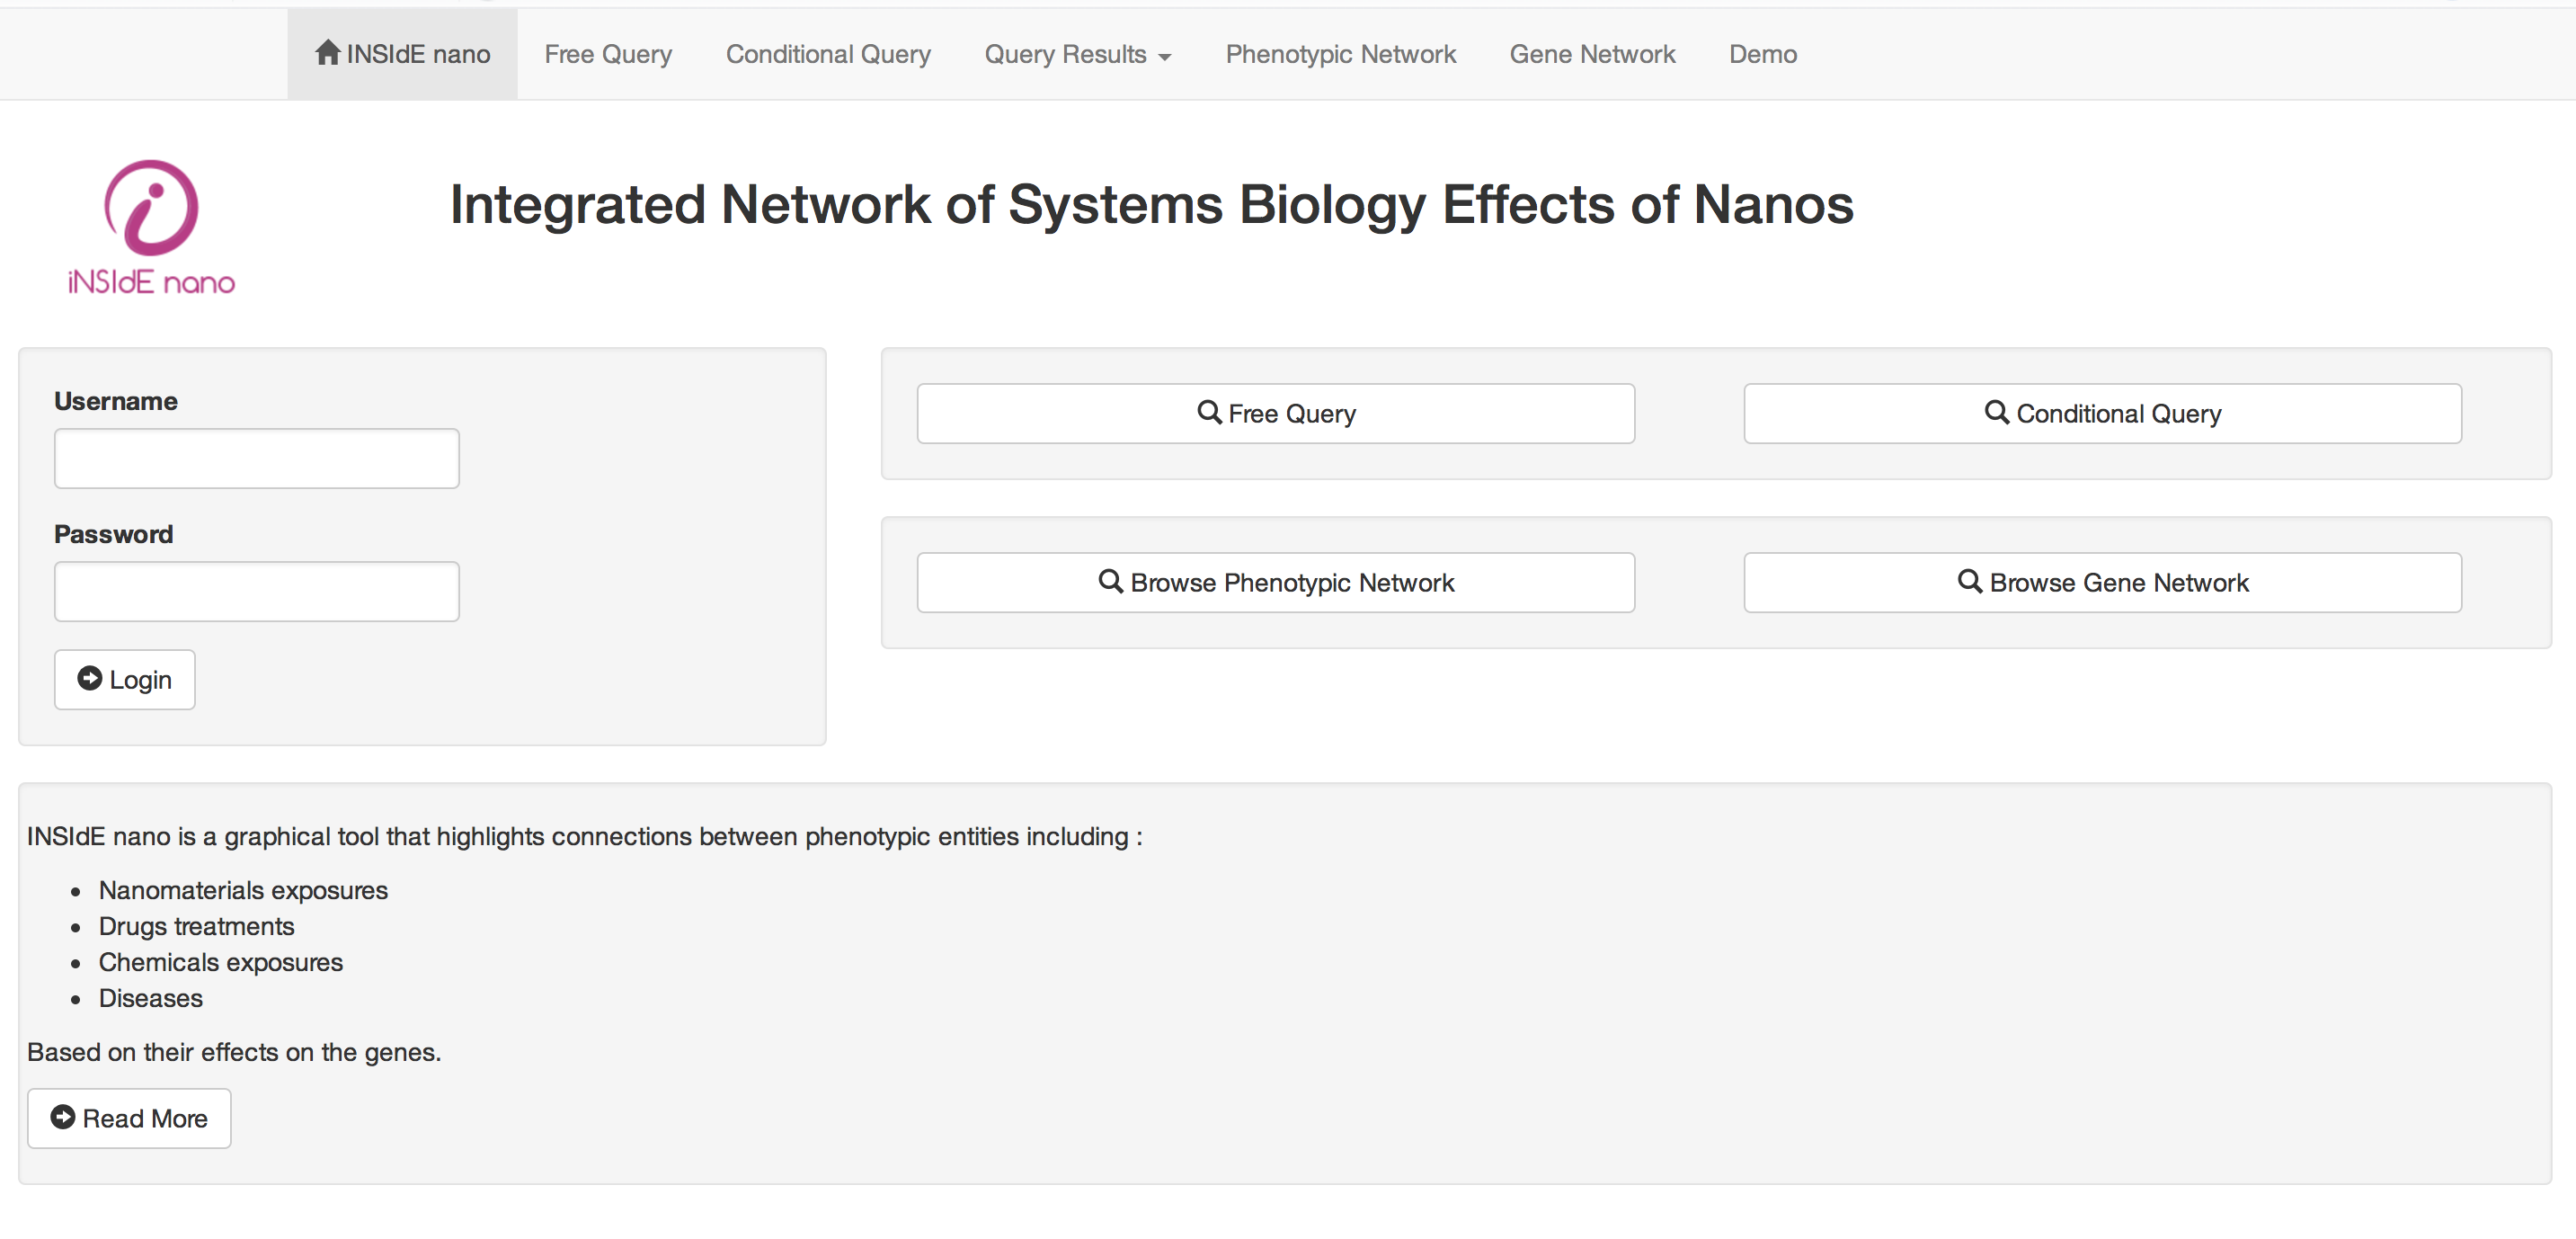 INSIdE nano Free Query Conditional Query Query Results Phenotypic Network Gene Network Demo
iNSIdE nano
Integrated Network of Systems Biology Effects of Nanos
Username
Password
Login
Free Query Conditional Query
Browse Phenotypic Network Browse Gene Network
INSIdE nano is a graphical tool that highlights connections between phenotypic entities including :
Nanomaterials exposures
Drugs treatments
Chemicals exposures
Diseases
Based on their effects on the genes.
Read More